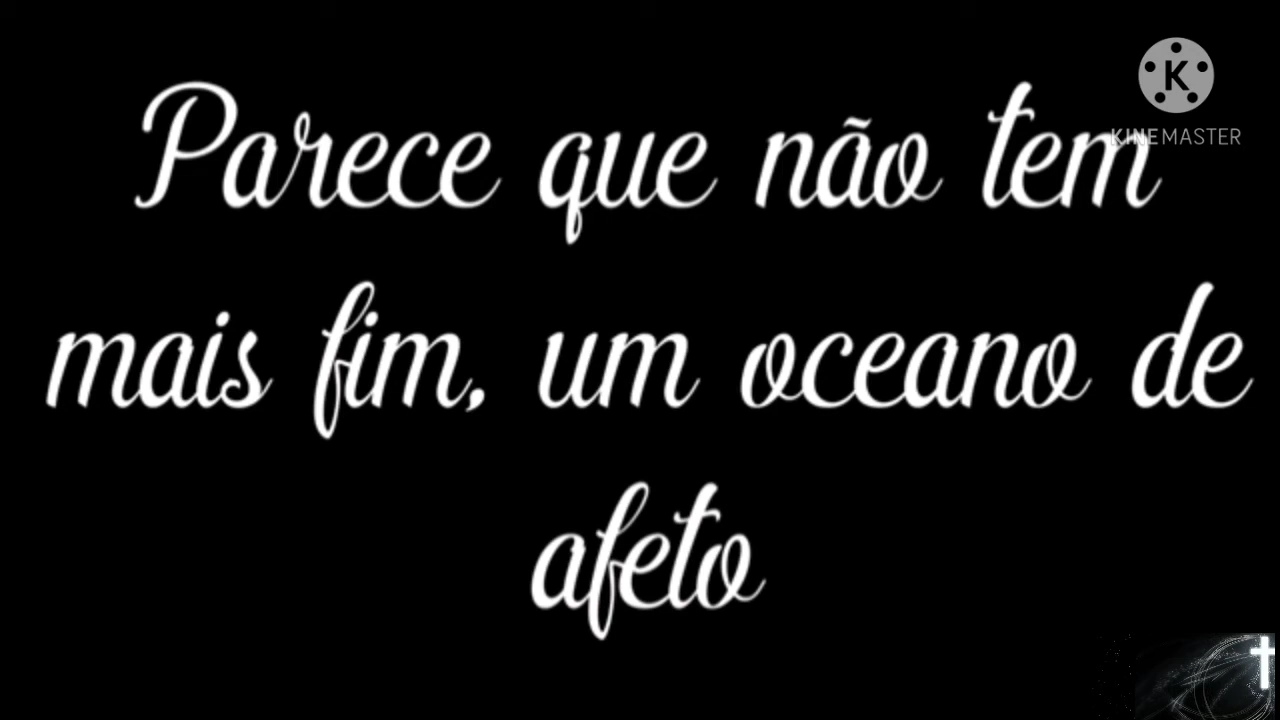 Parece que não tem
mais fim, um oceano de
afeto
K
KINEMASTER